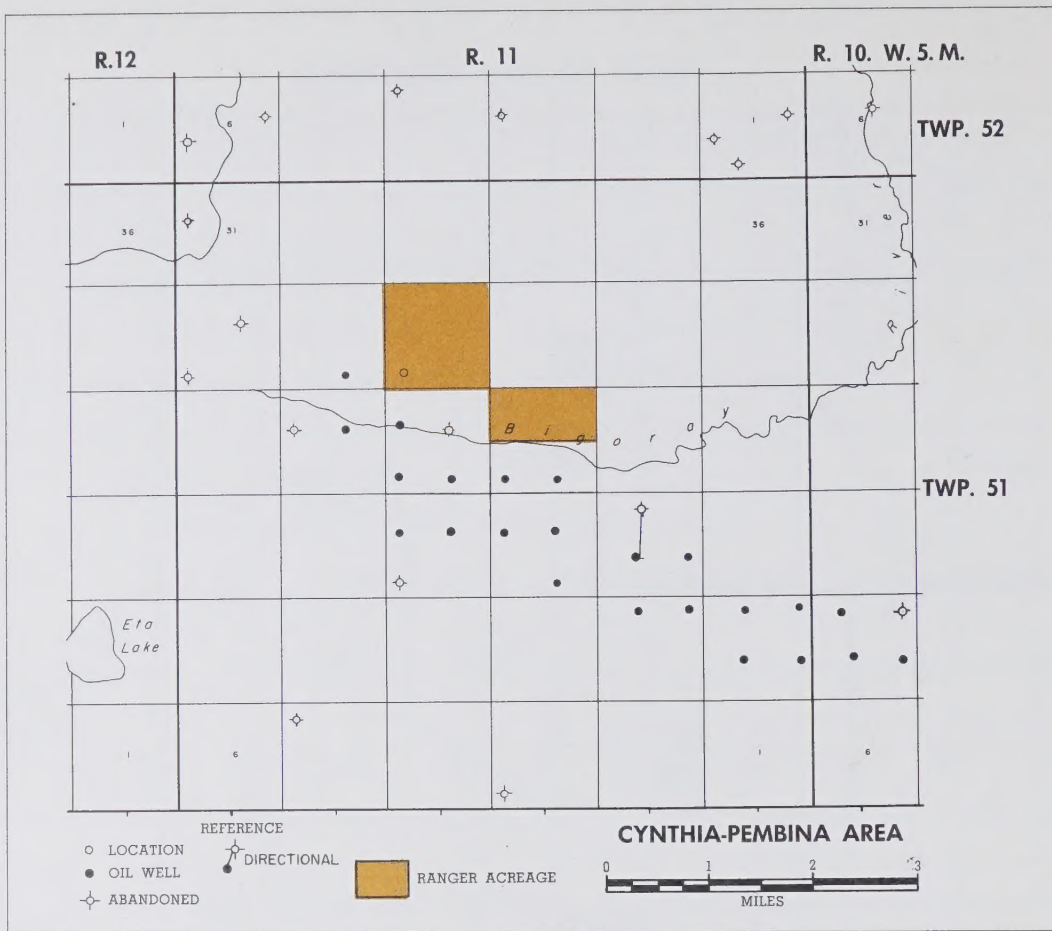 R.12 R. 11 R. 10. W. 5. M.
1 6 1 6 TWP. 52
36 31 36 31
River
Bigoray
TWP. 51
Eta
Lake
1 6 1 6
REFERENCE
LOCATION
OIL WELL
ABANDONED
DIRECTIONAL
RANGER ACREAGE
CYNTHIA-PEMBINA AREA
0 1 2 3
MILES